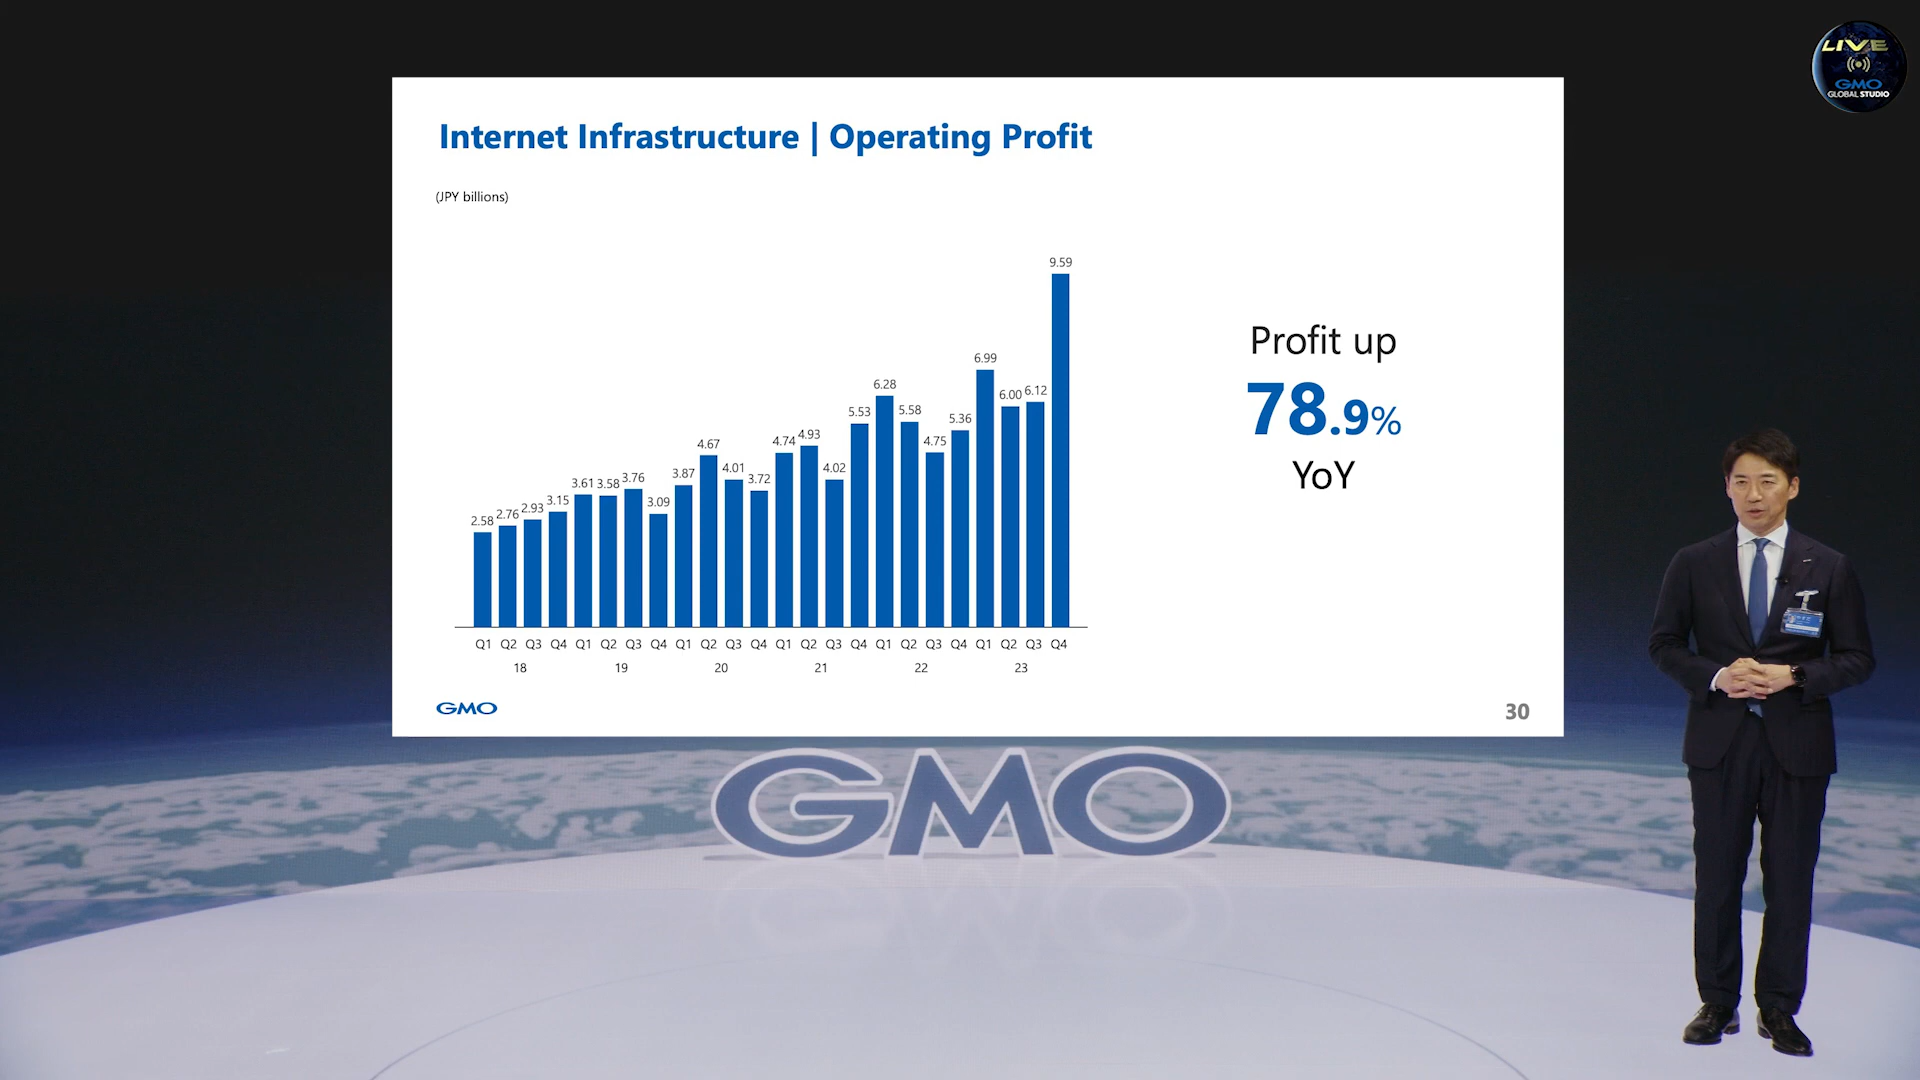 LIVE
GMO
GLOBAL STUDIO
Internet Infrastructure | Operating Profit
(JPY billions)
2.58 2.76 2.93 3.15 3.61 3.58 3.76 3.09 3.87 4.67 4.01 3.72 4.74 4.93 4.02 5.53 6.28 5.58 4.75 5.36 6.99 6.00 6.12 9.59
Q1 Q2 Q3 Q4 Q1 Q2 Q3 Q4 Q1 Q2 Q3 Q4 Q1 Q2 Q3 Q4 Q1 Q2 Q3 Q4 Q1 Q2 Q3 Q4
18 19 20 21 22 23
Profit up
78.9%
YoY
GMO
30
GMO